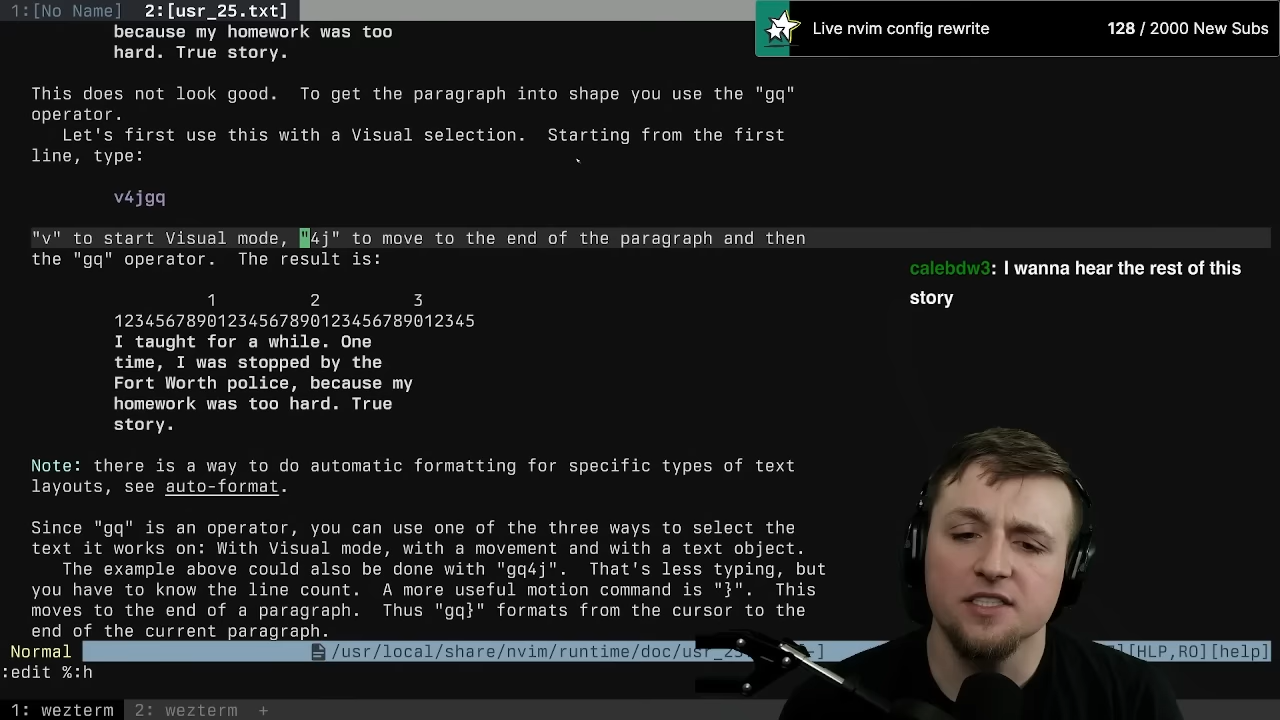 1:[No Name]  2:[usr_25.txt]
Live nvim config rewrite
128 / 2000 New Subs
because my homework was too
hard. True story.
This does not look good.  To get the paragraph into shape you use the "gq"
operator.
Let's first use this with a Visual selection.  Starting from the first
line, type:
v4jgq
"v" to start Visual mode, "4j" to move to the end of the paragraph and then
the "gq" operator.  The result is:
calebdw3: I wanna hear the rest of this
story
1 2 3
12345678901234567890123456789012345
I taught for a while. One
time, I was stopped by the
Fort Worth police, because my
homework was too hard. True
story.
Note: there is a way to do automatic formatting for specific types of text
layouts, see auto-format.
Since "gq" is an operator, you can use one of the three ways to select the
text it works on: With Visual mode, with a movement and with a text object.
The example above could also be done with "gq4j".  That's less typing, but
you have to know the line count.  A more useful motion command is "}".  This
moves to the end of a paragraph.  Thus "gq}" formats from the cursor to the
end of the current paragraph.
Normal /usr/local/share/nvim/runtime/doc/usr_2 ][HLP,RO][help]
:edit %:h
1: wezterm  2: wezterm  +